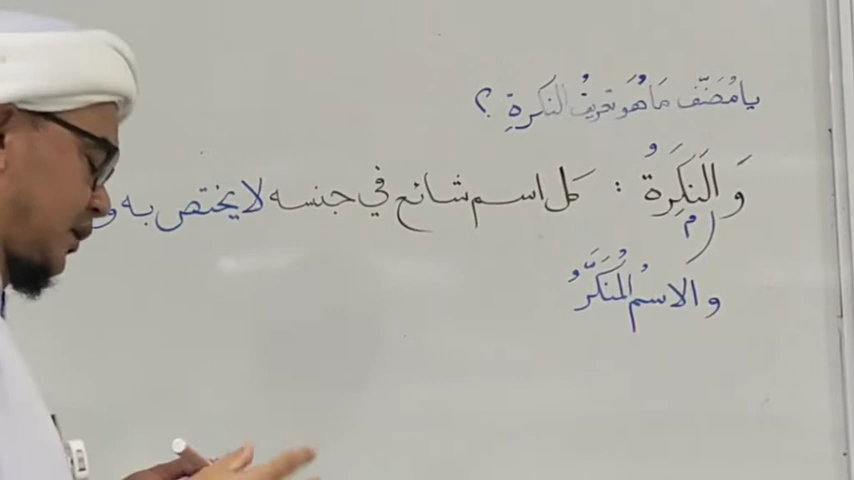 يا مُصَنِّف مَا هُوَ تعريفُ النكرةِ ؟
وَالنَكِرَةُ : كل اسم شائع في جنسه لا يختص به و
م
والاسمُ المُنَكَّرُ